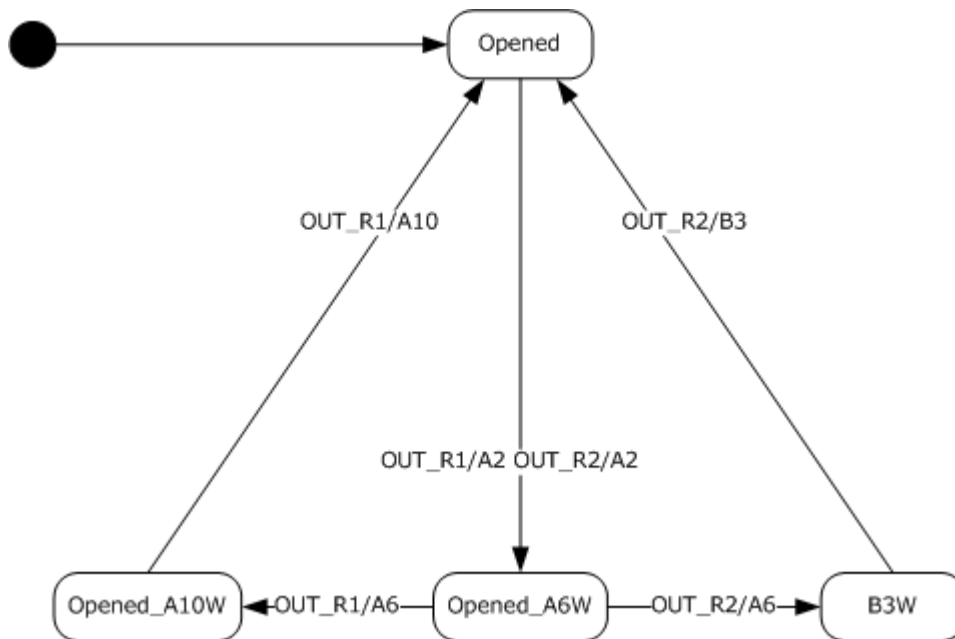 Opened
OUT_R1/A10
OUT_R2/B3
OUT_R1/A2 OUT_R2/A2
Opened_A10W
OUT_R1/A6
Opened_A6W
OUT_R2/A6
B3W